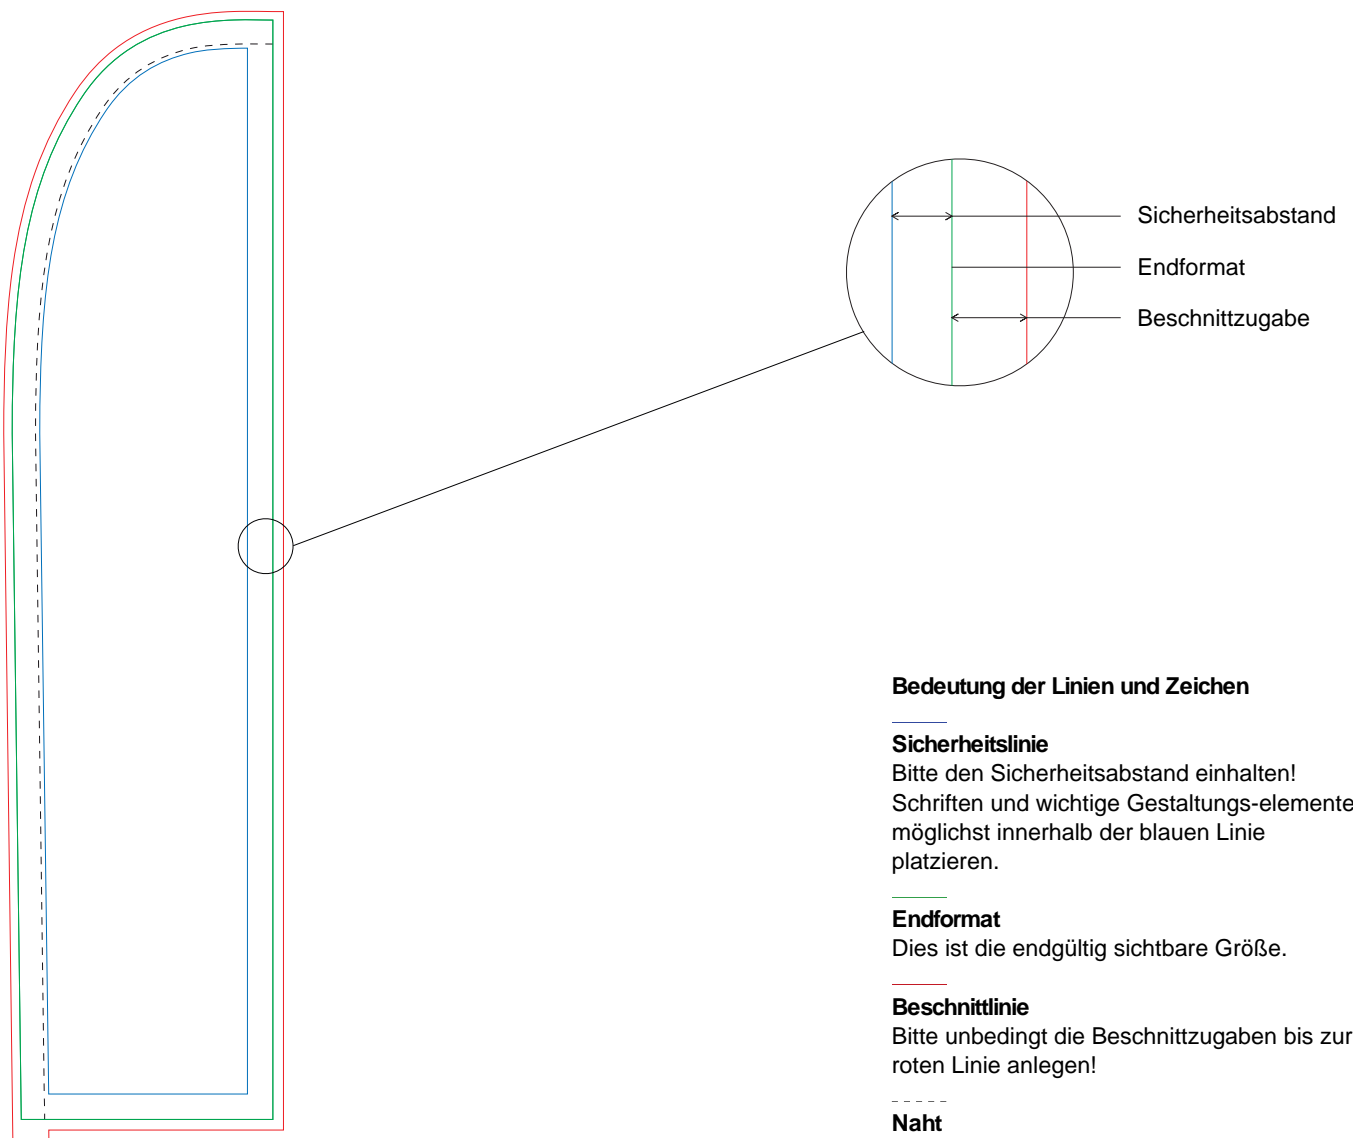 Sicherheitsabstand
Endformat
Beschnittzugabe
Bedeutung der Linien und Zeichen
Sicherheitslinie
Bitte den Sicherheitsabstand einhalten!
Schriften und wichtige Gestaltungs-elemente
möglichst innerhalb der blauen Linie
platzieren.
Endformat
Dies ist die endgültig sichtbare Größe.
Beschnittlinie
Bitte unbedingt die Beschnittzugaben bis zur
roten Linie anlegen!
Naht